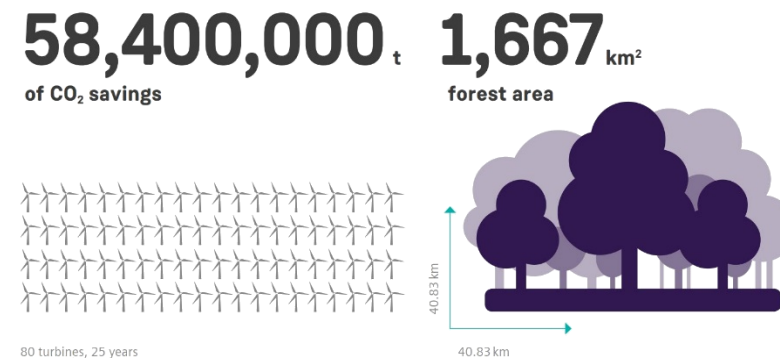 58,400,000 t
of CO₂ savings
80 turbines, 25 years
1,667 km²
forest area
40.83 km
40.83 km